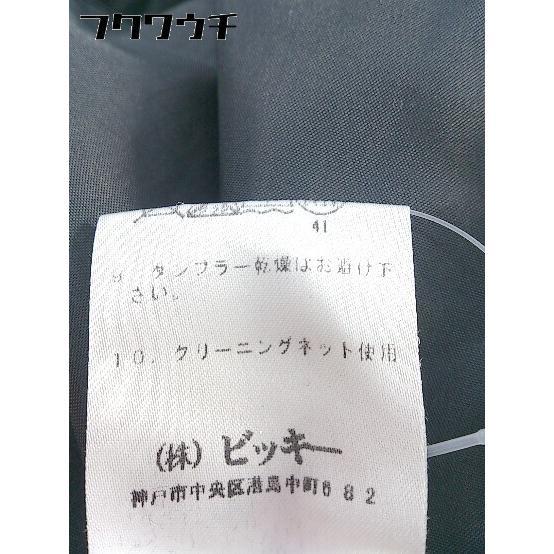 フクワウチ
41
9. タンブラー乾燥はお避け下
さい。
10. クリーニングネット使用
(株) ビッキー
神戸市中央区港島中町682